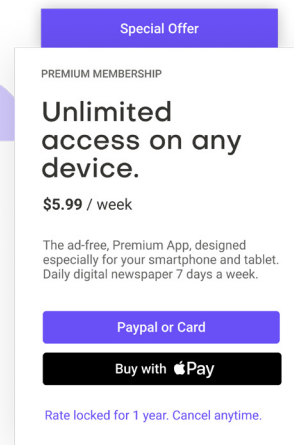 Special Offer
PREMIUM MEMBERSHIP
Unlimited
access on any
device.
$5.99 / week
The ad-free, Premium App, designed
especially for your smartphone and tablet.
Daily digital newspaper 7 days a week.
Paypal or Card
Buy with Pay
Rate locked for 1 year. Cancel anytime.